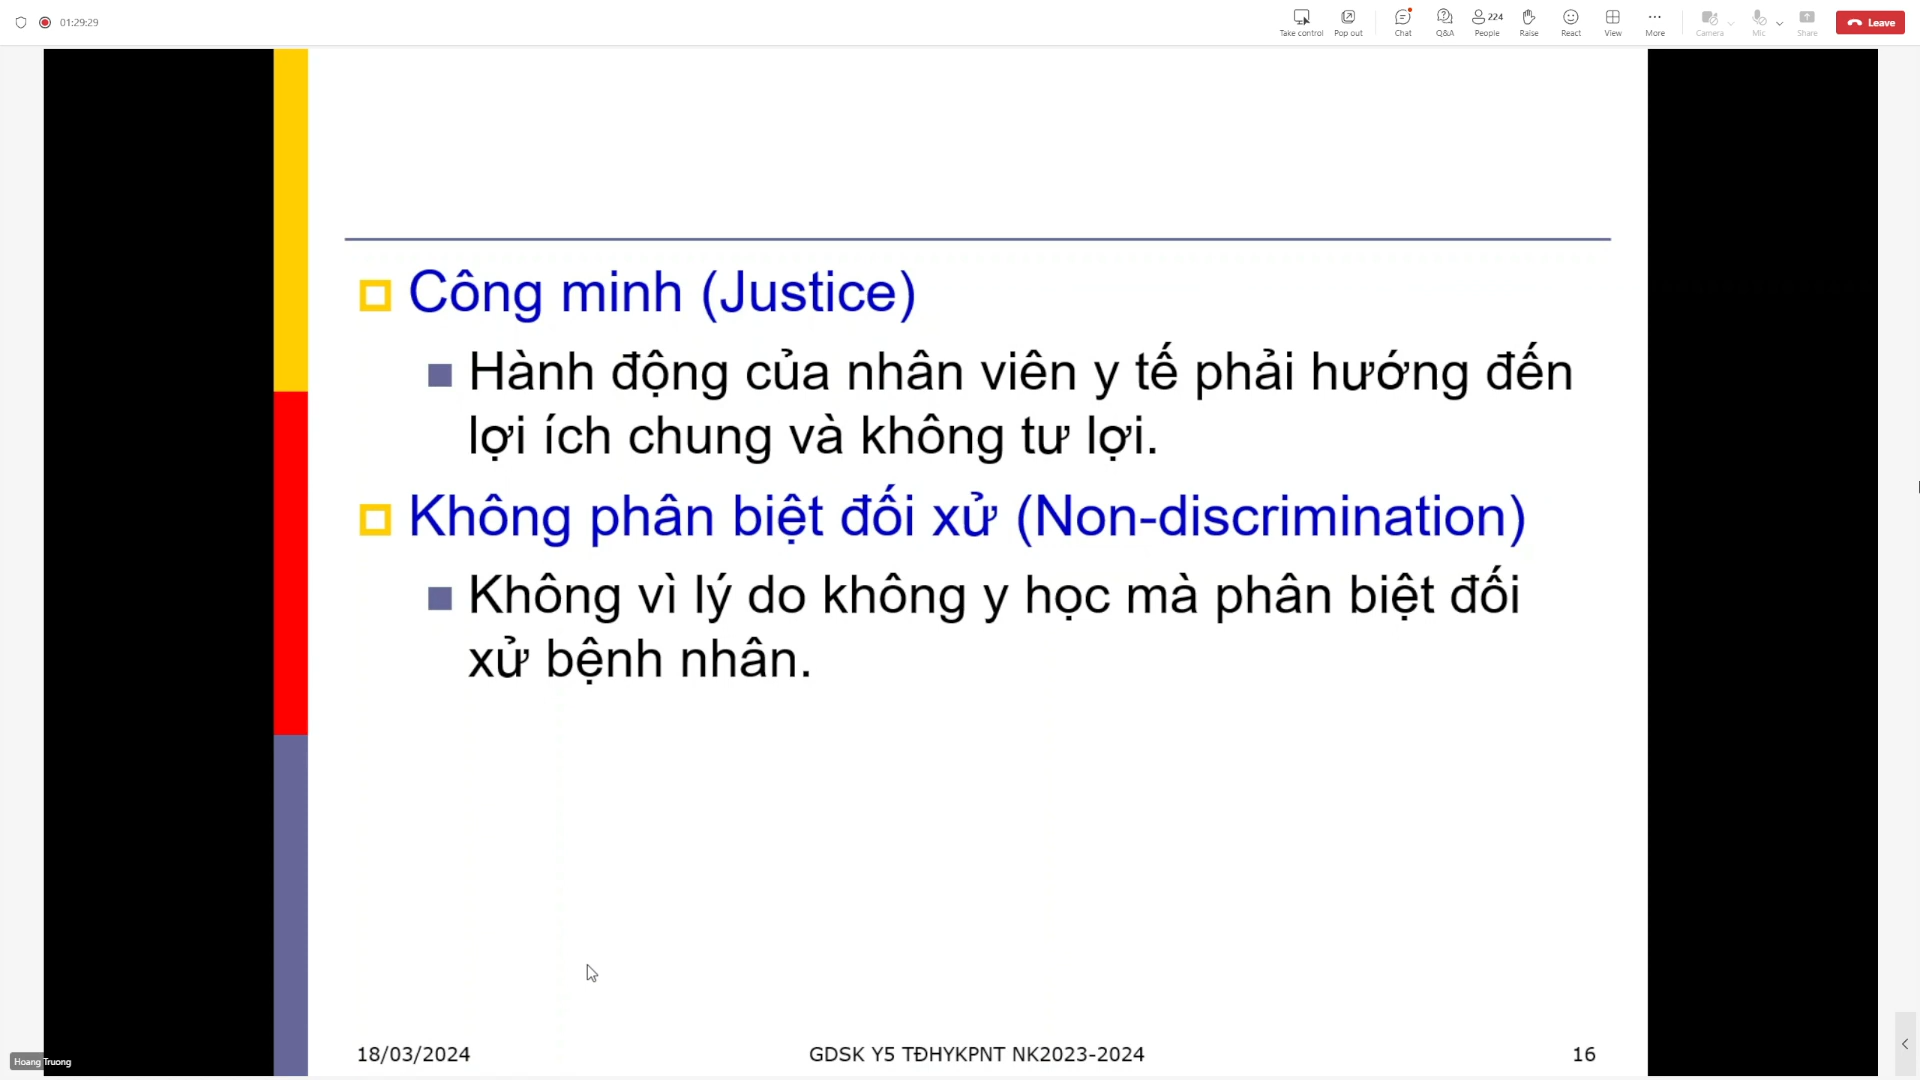 01:29:29
Take control
Pop out
Chat
Q&A
224
People
Raise
React
View
More
Camera
Mic
Share
Leave
Công minh (Justice)
Hành động của nhân viên y tế phải hướng đến
lợi ích chung và không tư lợi.
Không phân biệt đối xử (Non-discrimination)
Không vì lý do không y học mà phân biệt đối
xử bệnh nhân.
18/03/2024
GDSK Y5 TĐHYKPNT NK2023-2024
16
Hoang Truong